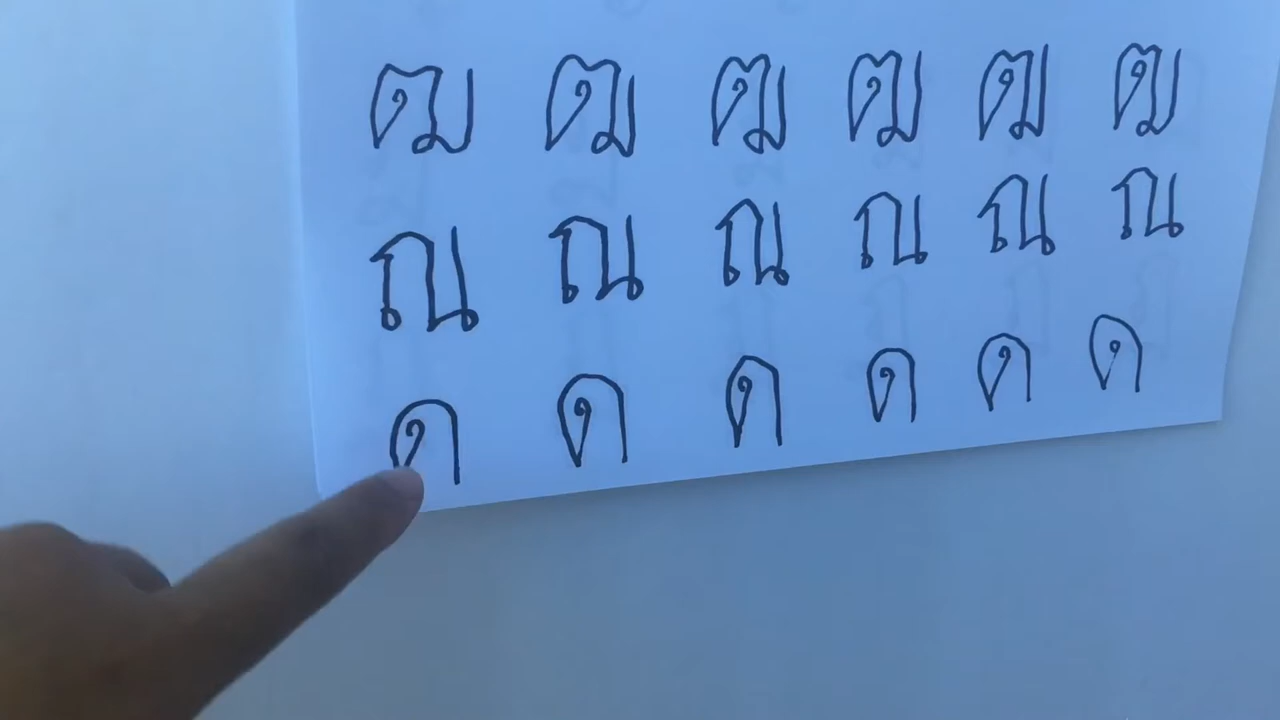 ฒ ฒ ฒ ฒ ฒ ฒ
ณ ณ ณ ณ ณ ณ
ด ด ด ด ด ด